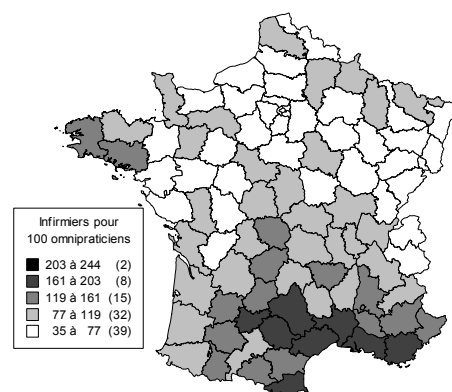 Infirmiers pour
100 omnipraticiens
203 à 244 (2)
161 à 203 (8)
119 à 161 (15)
77 à 119 (32)
35 à 77 (39)